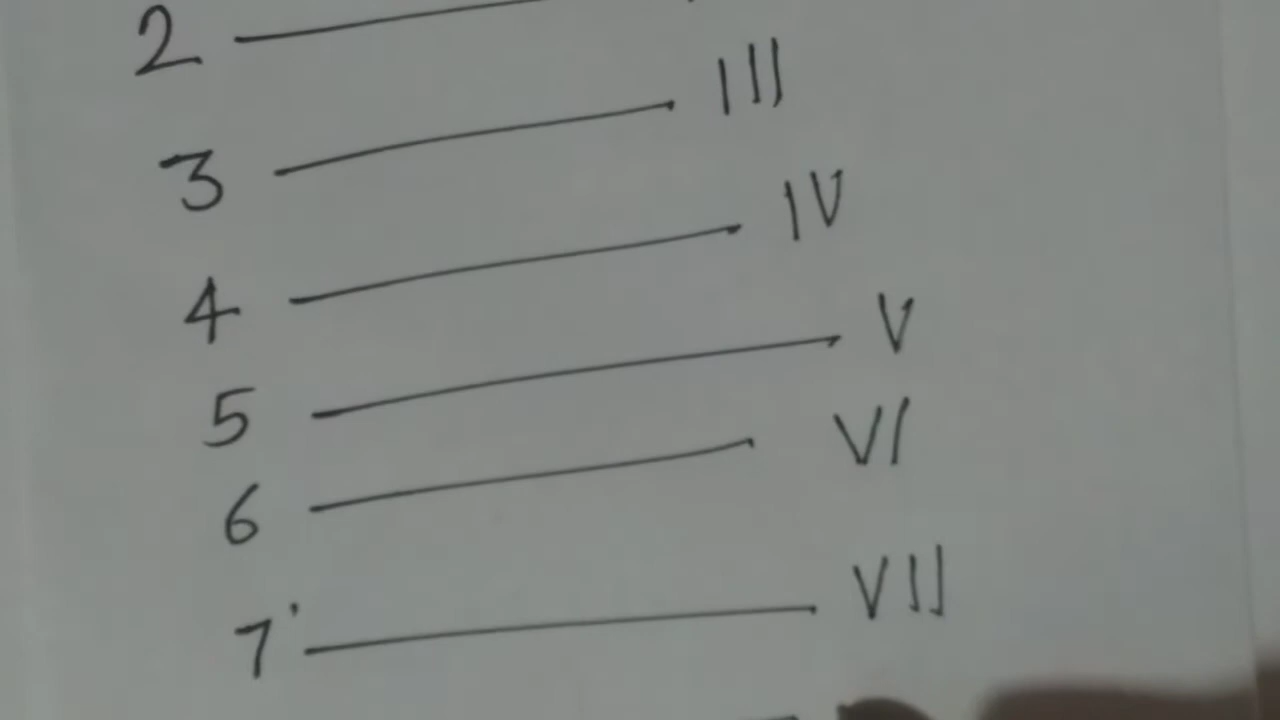 2 —
3 — III
4 — IV
5 — V
6 — VI
7 — VII